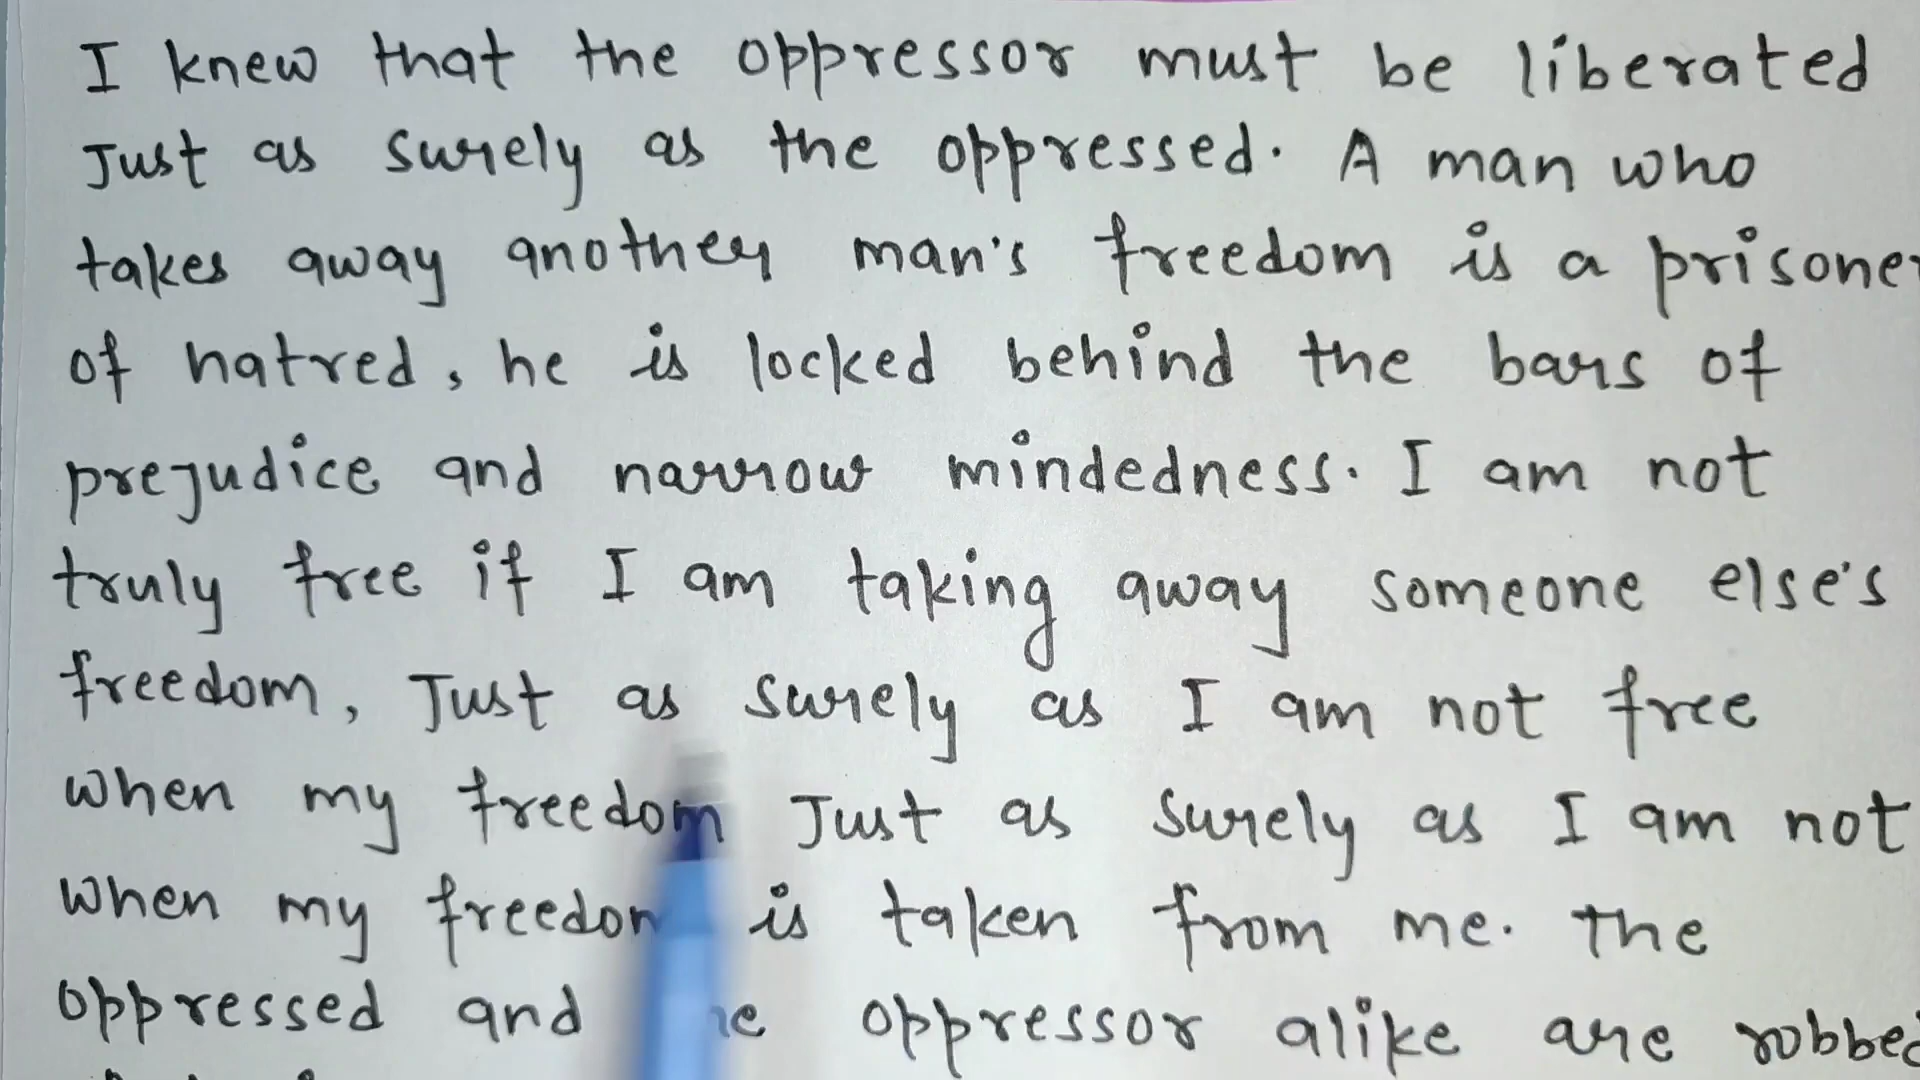 I knew that the oppressor must be liberated
Just as surely as the oppressed. A man who
takes away another man's freedom is a prisoner
of hatred, he is locked behind the bars of
prejudice and narrow mindedness. I am not
truly free if I am taking away someone else's
freedom, Just as surely as I am not free
when my freedom Just as surely as I am not
when my freedom is taken from me. The
oppressed and oppressor alike are robbed